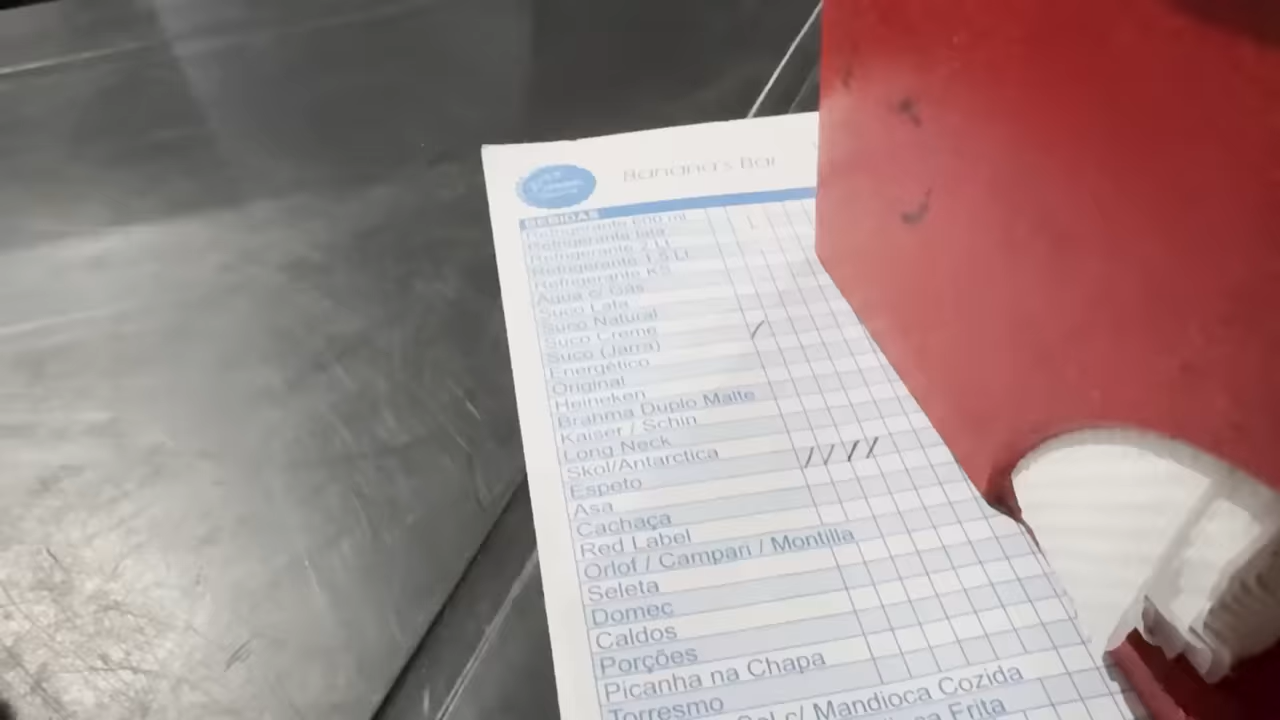 Banana's Bar
BEBIDAS
Refrigerante 600 ml
Refrigerante lata
Refrigerante 2 Lt
Refrigerante 1,5 Lt
Refrigerante KS
Água c/ Gás
Suco Lata
Suco Natural
Suco Creme
Suco (Jarra)
Energético
Original
Heineken
Brahma Duplo Malte
Kaiser / Schin
Long Neck
Skol/Antarctica
Espeto
Asa
Cachaça
Red Label
Orlof / Campari / Montilla
Seleta
Domec
Caldos
Porções
Picanha na Chapa
Torresmo
Sol c/ Mandioca Cozida
Frita